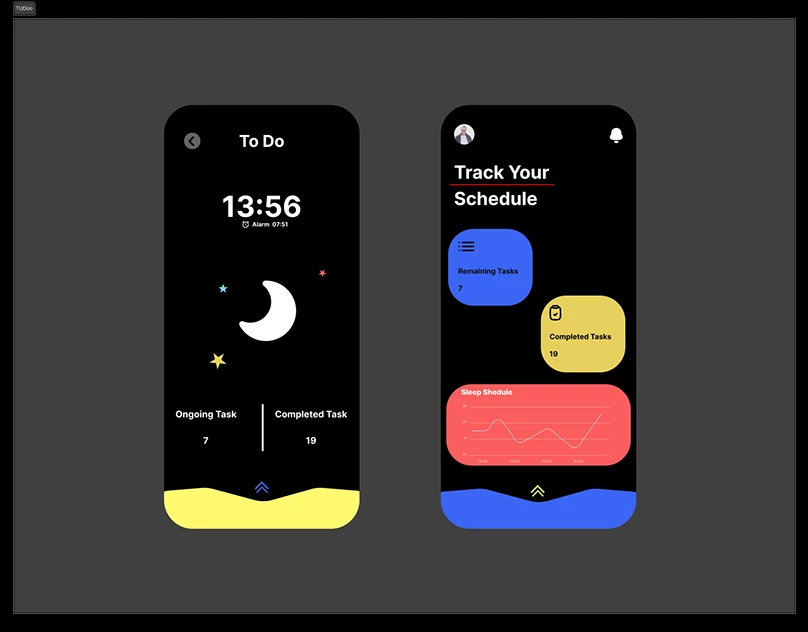 TUDoo
To Do
13:56
Alarm 07:51
Ongoing Task
Completed Task
7
19
Track Your
Schedule
Remaining Tasks
7
Completed Tasks
19
Sleep Shedule